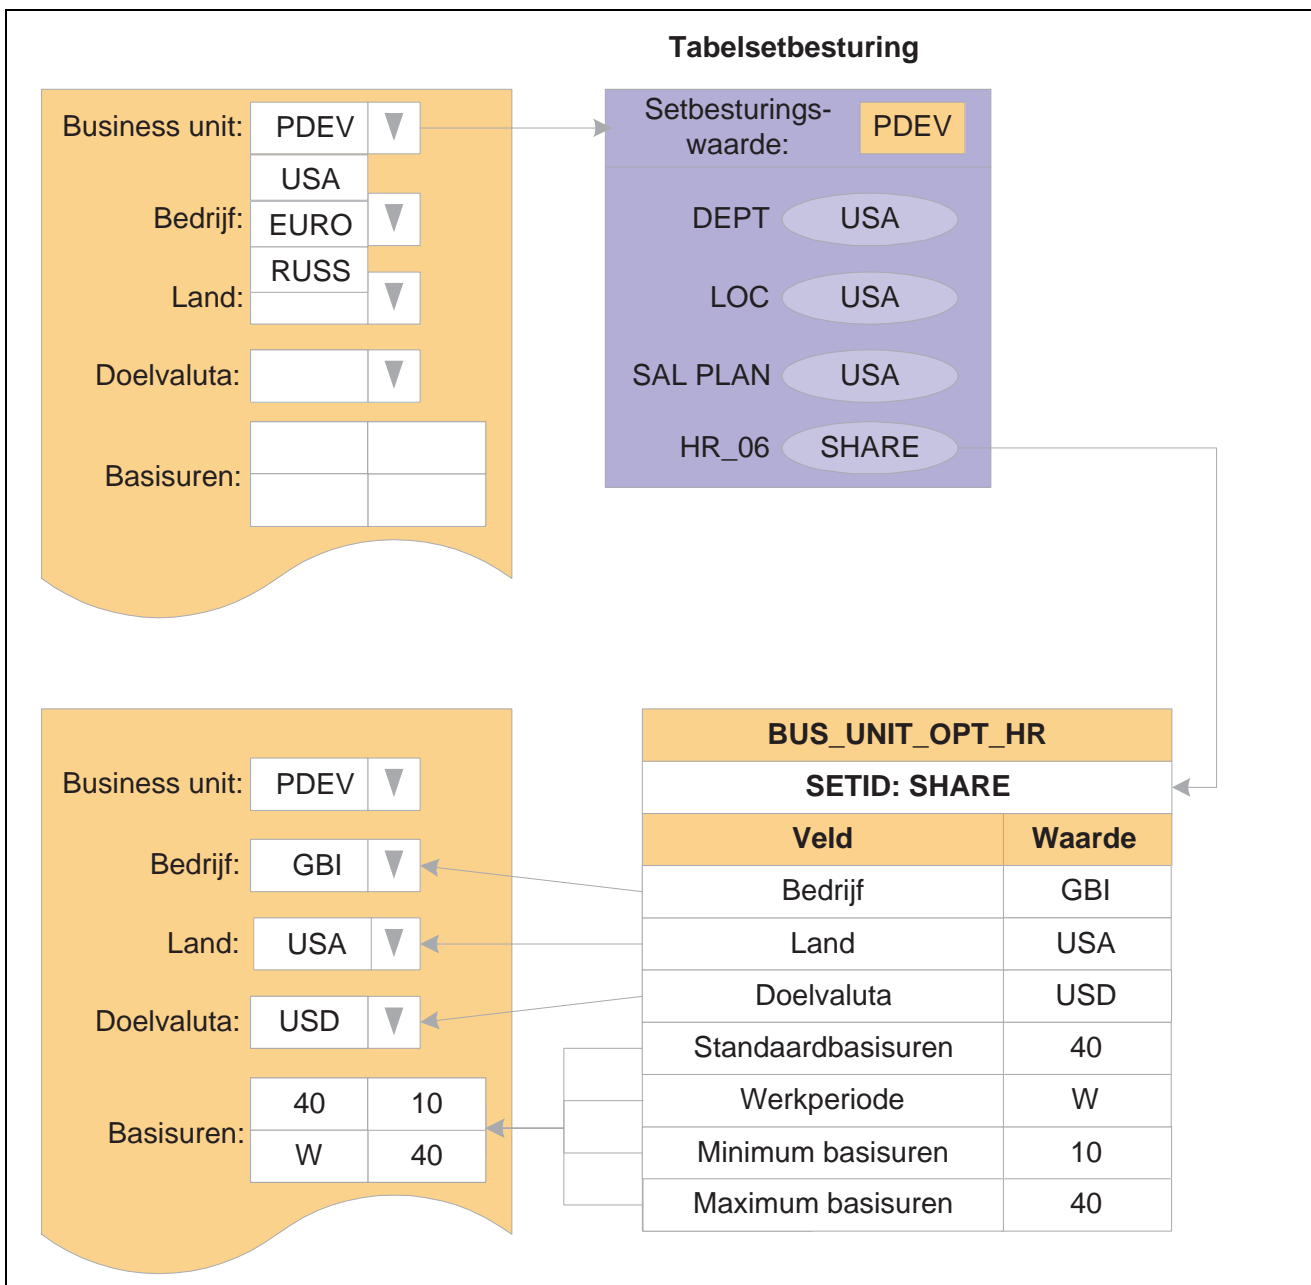 Tabelsetbesturing
Business unit: PDEV
USA
Bedrijf: EURO
RUSS
Land:
Doelvaluta:
Basisuren:
Setbesturings-
waarde:
PDEV
DEPT USA
LOC USA
SAL PLAN USA
HR_06 SHARE
Business unit: PDEV
Bedrijf: GBI
Land: USA
Doelvaluta: USD
Basisuren:
40 10
W 40
BUS_UNIT_OPT_HR
SETID: SHARE
Veld Waarde
Bedrijf GBI
Land USA
Doelvaluta USD
Standaardbasisuren 40
Werkperiode W
Minimum basisuren 10
Maximum basisuren 40